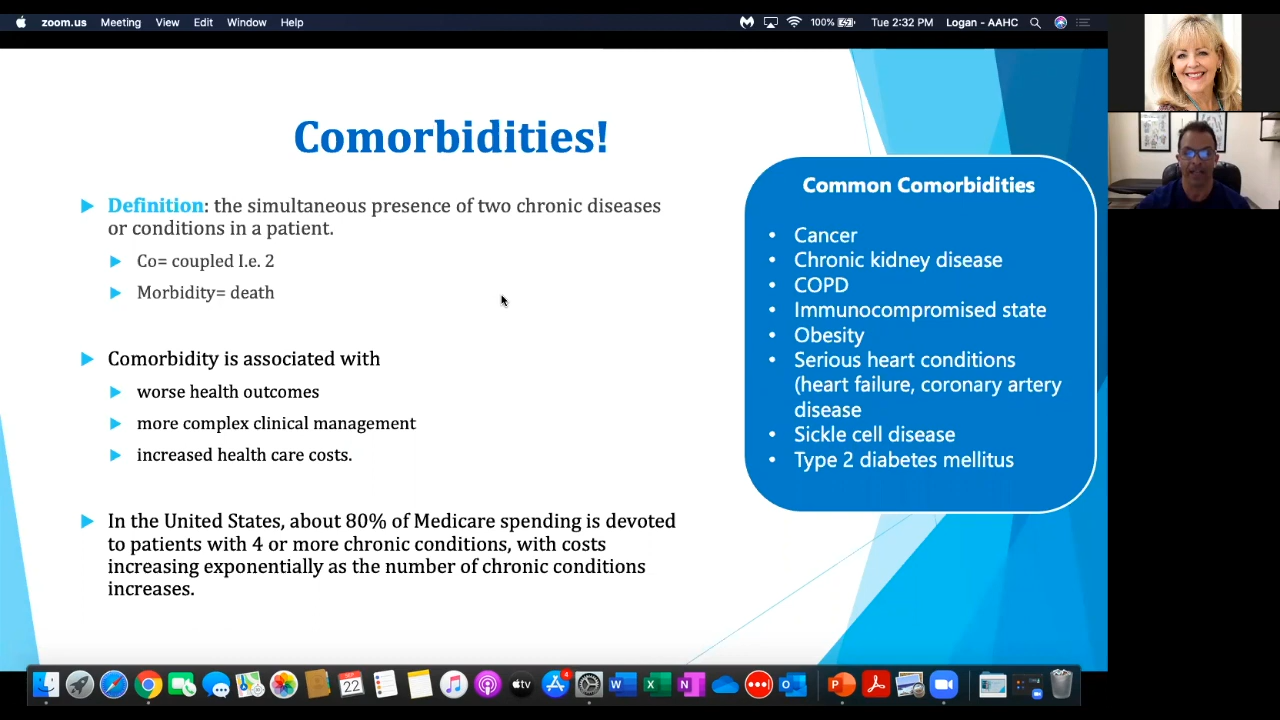 zoom.us Meeting View Edit Window Help 100% Tue 2:32 PM Logan - AAHC
Comorbidities!
Definition: the simultaneous presence of two chronic diseases
or conditions in a patient.
Co= coupled I.e. 2
Morbidity= death
Comorbidity is associated with
worse health outcomes
more complex clinical management
increased health care costs.
In the United States, about 80% of Medicare spending is devoted
to patients with 4 or more chronic conditions, with costs
increasing exponentially as the number of chronic conditions
increases.
Common Comorbidities
• Cancer
• Chronic kidney disease
• COPD
• Immunocompromised state
• Obesity
• Serious heart conditions
(heart failure, coronary artery
disease
• Sickle cell disease
• Type 2 diabetes mellitus
22
tv
4
W
X
N
O
P